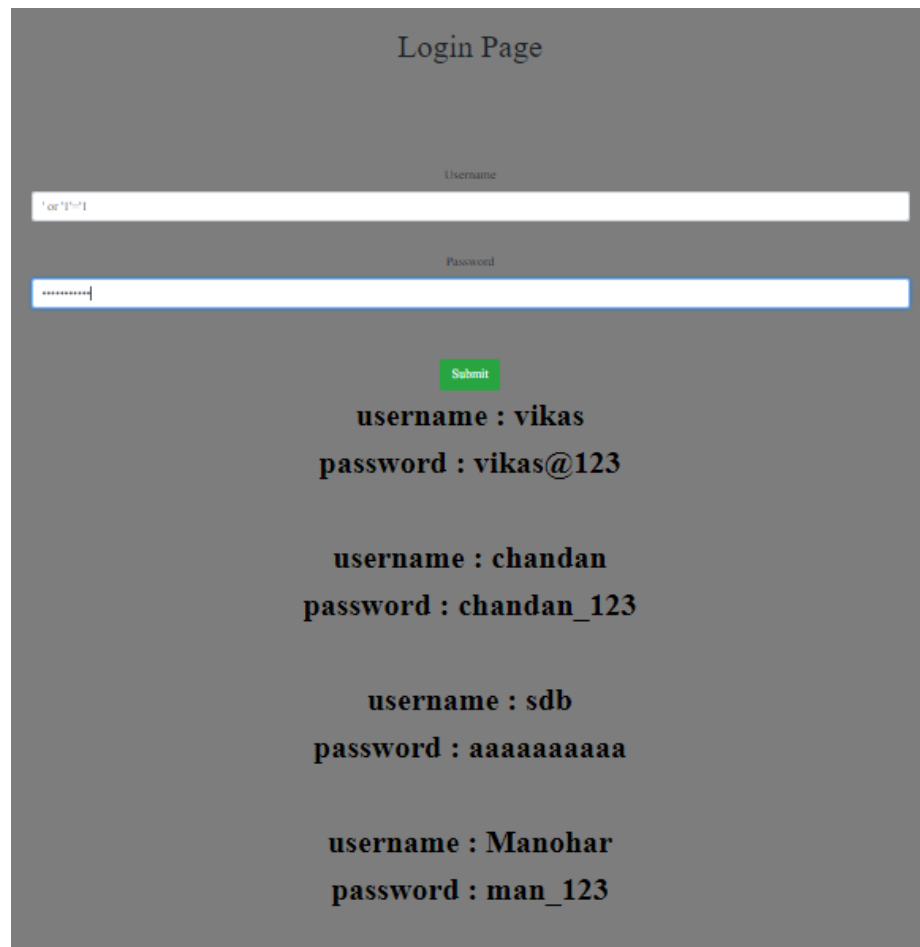 Login Page
Username
' or '1'='1
Password
***********
Submit
username : vikas
password : vikas@123
username : chandan
password : chandan_123
username : sdb
password : aaaaaaaaaa
username : Manohar
password : man_123